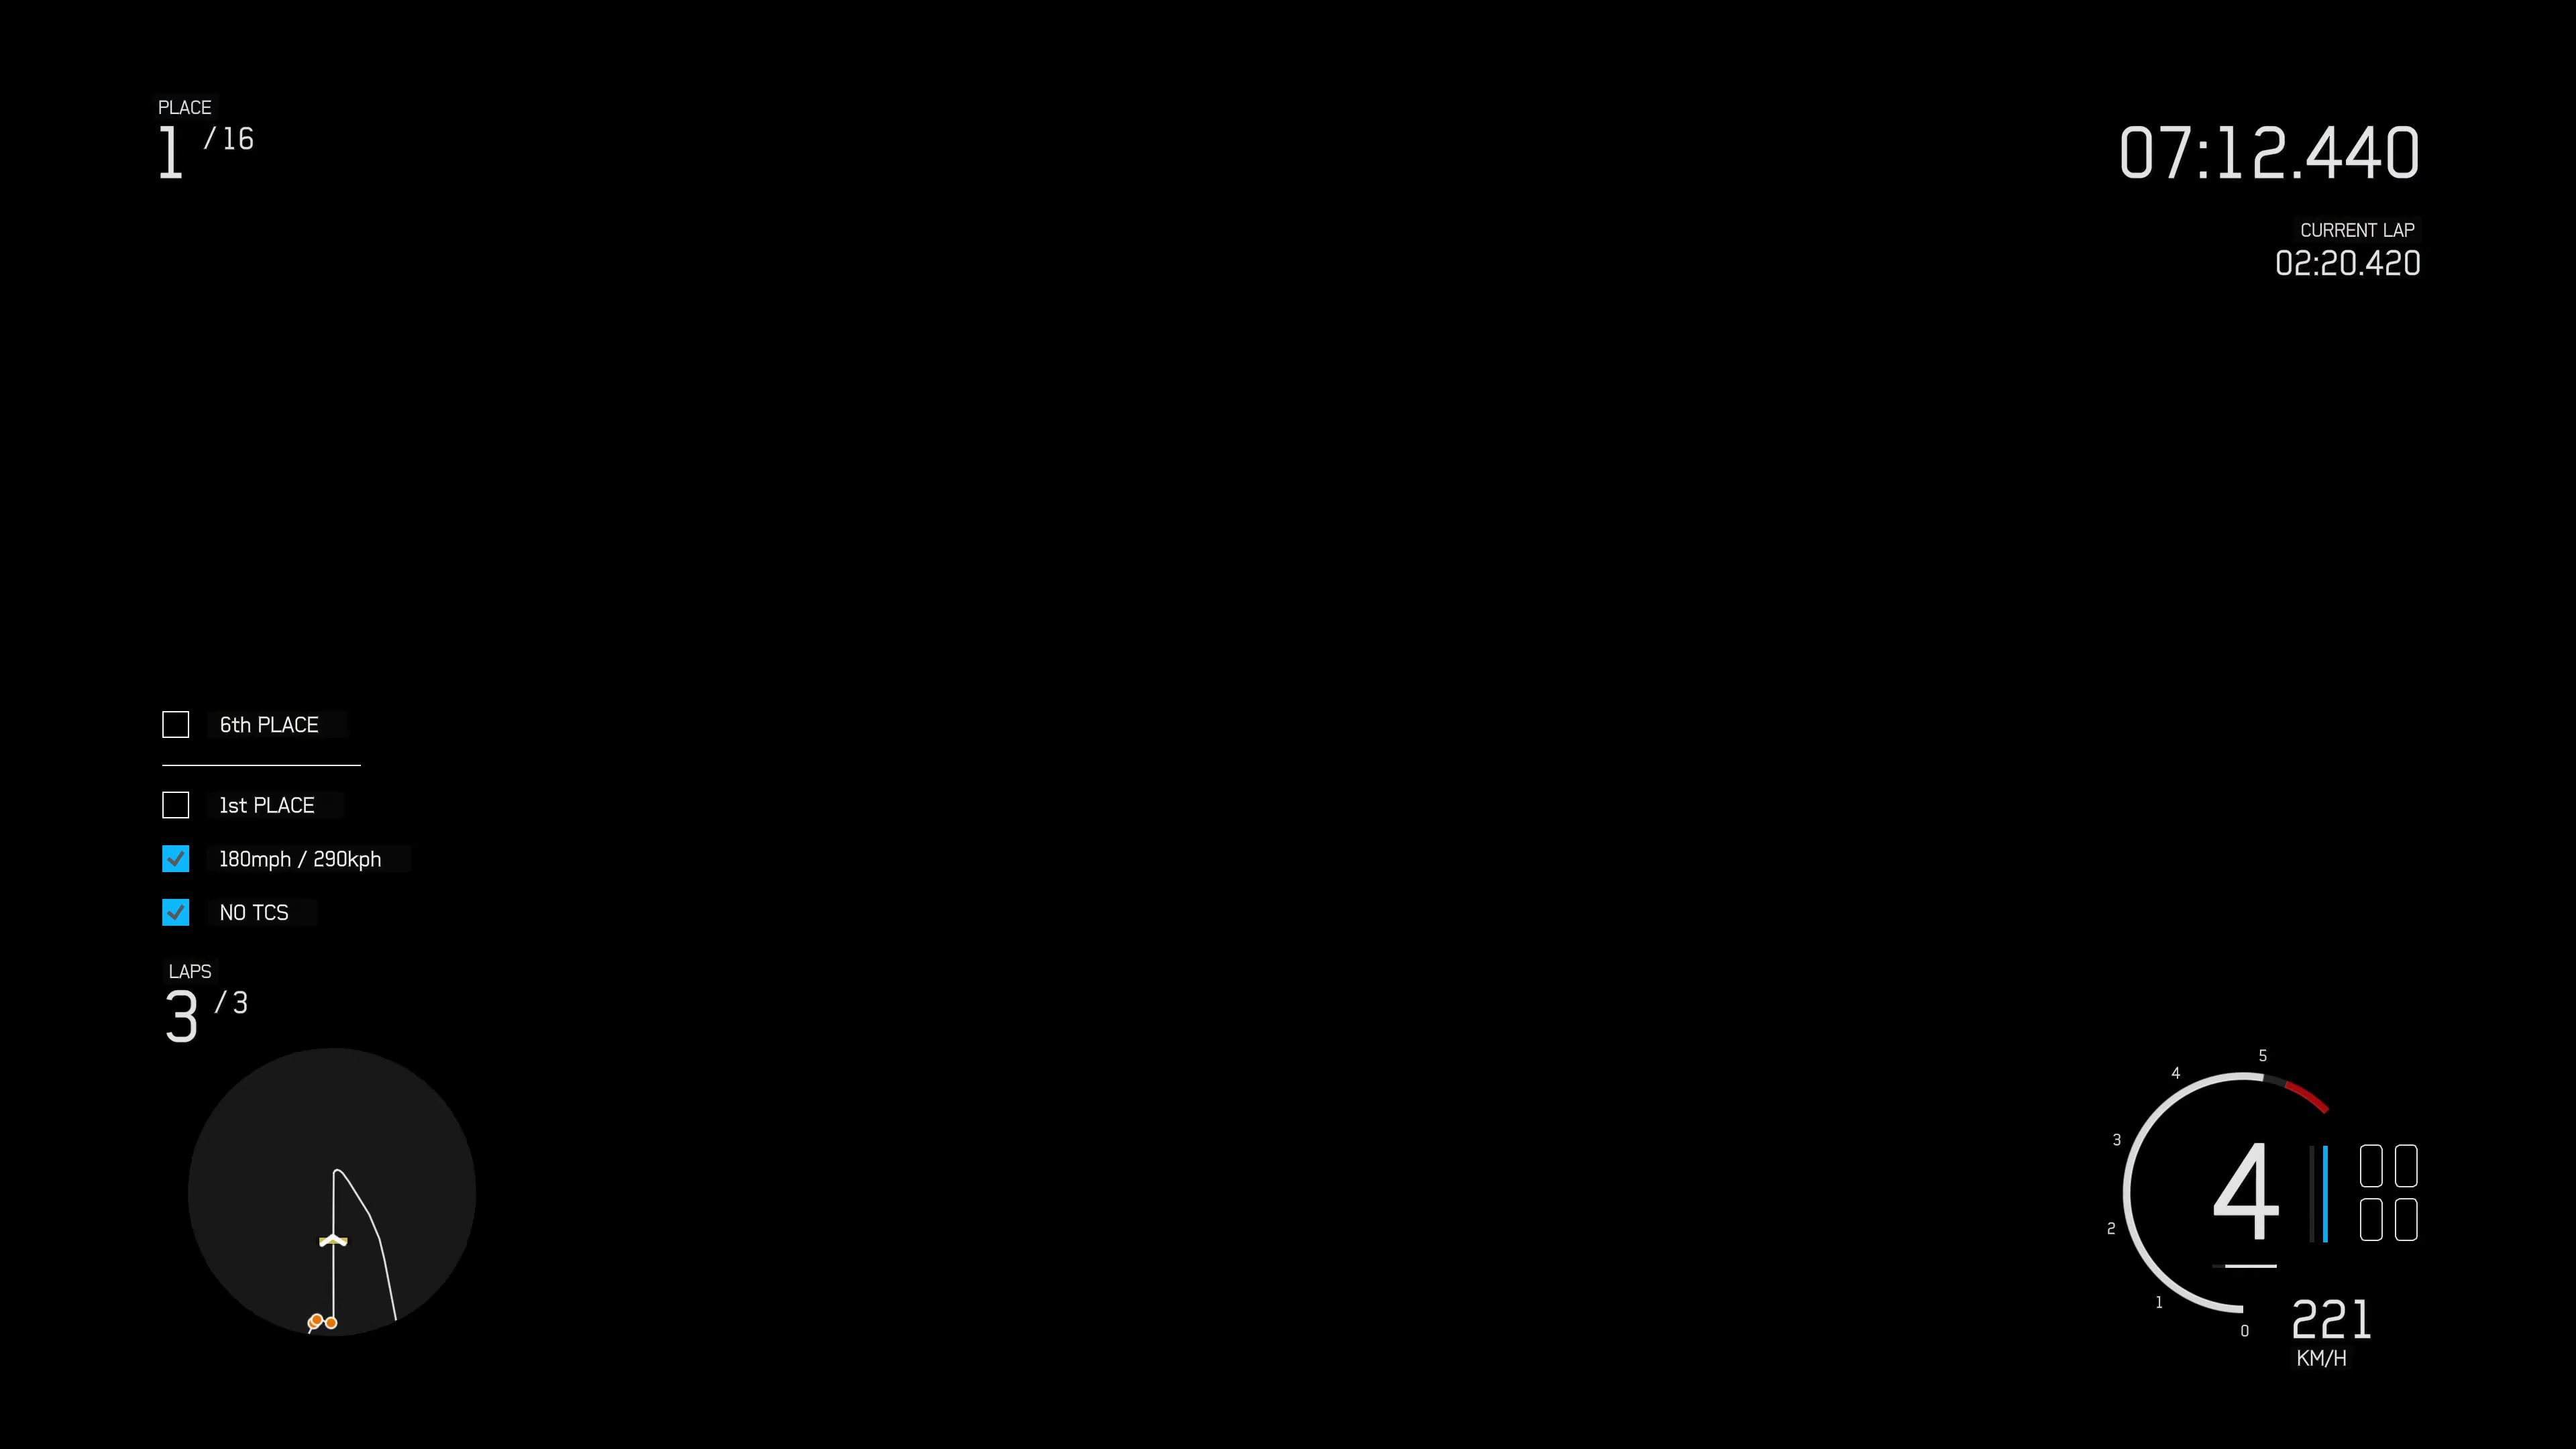 PLACE
1 /16
07:12.440
CURRENT LAP
02:20.420
6th PLACE
1st PLACE
180mph / 290kph
NO TCS
LAPS
3 /3
5
4
3
2
1
0
4
221
KM/H